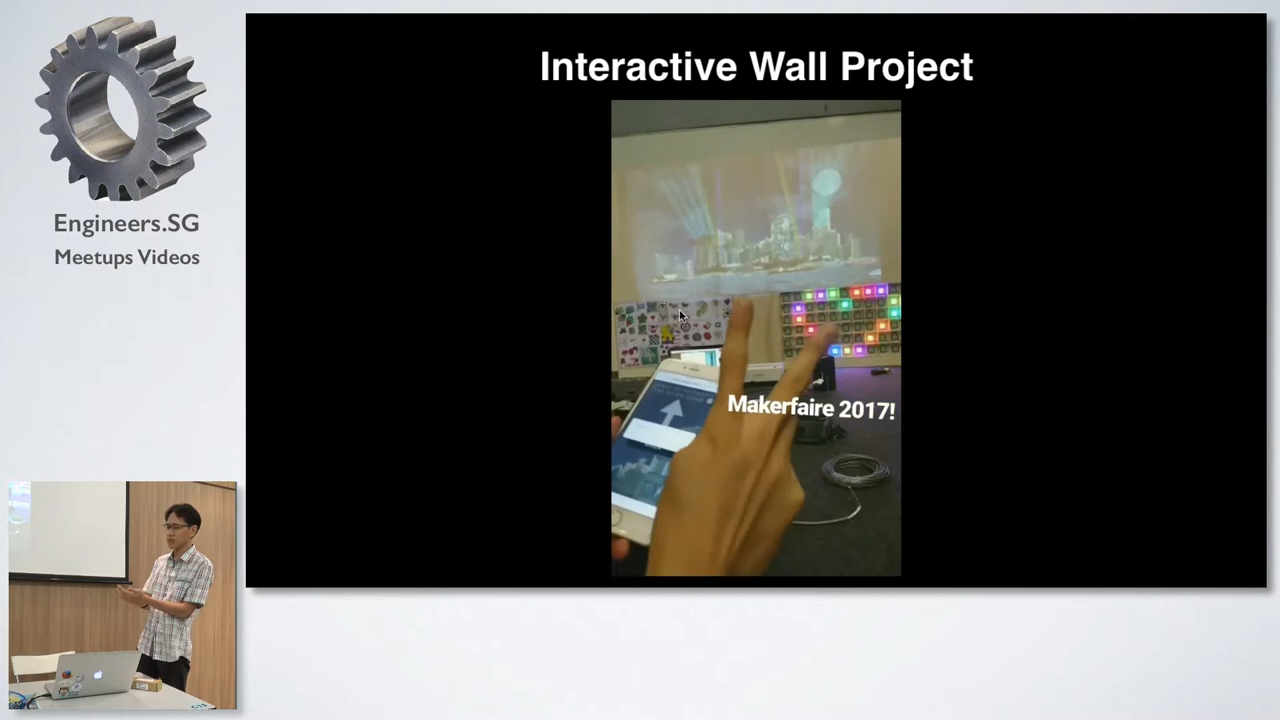 Engineers.SG
Meetups Videos
Interactive Wall Project
Makerfaire 2017!